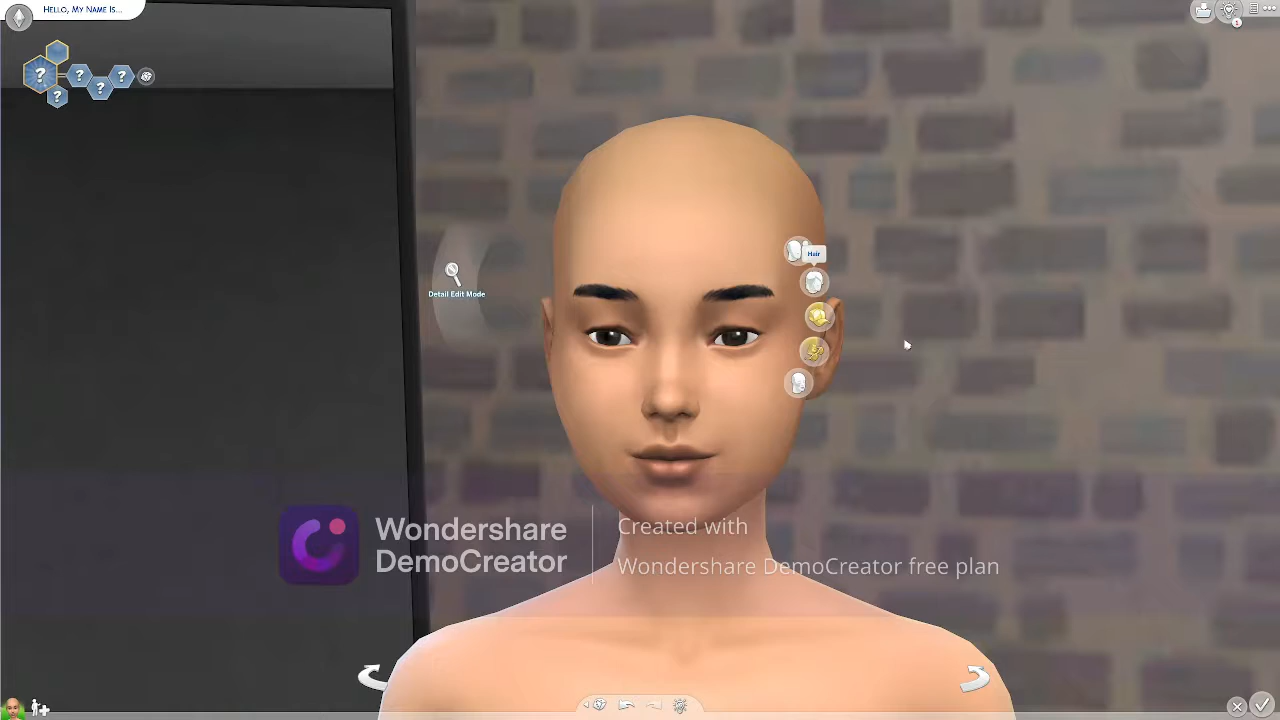 Hello, My Name Is...
?
?
?
?
?
Hair
Detail Edit Mode
Wondershare
DemoCreator
Created with
Wondershare DemoCreator free plan